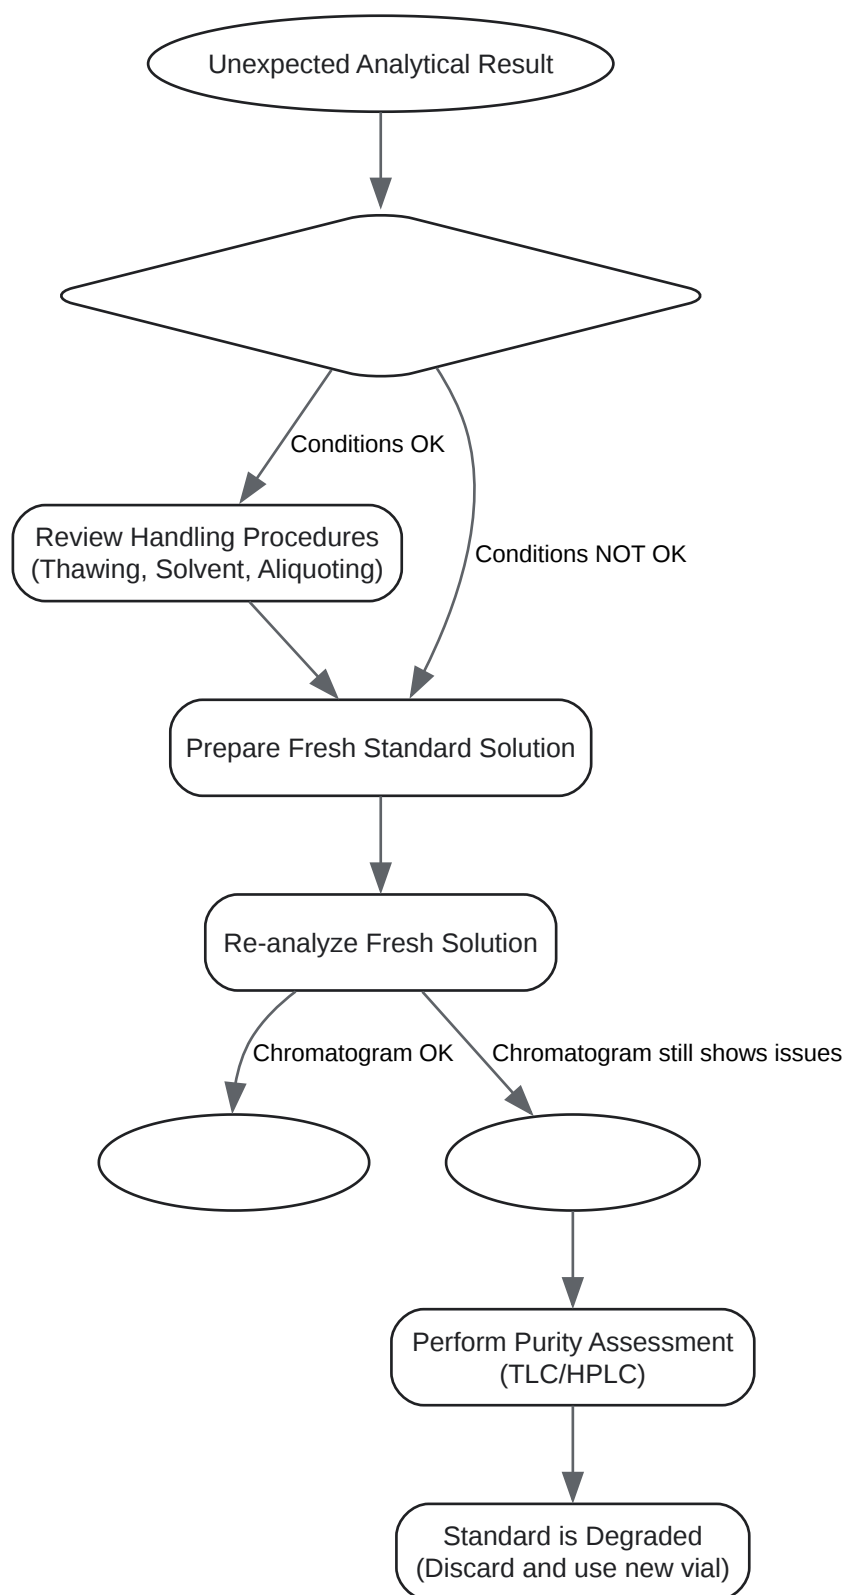 Unexpected Analytical Result
Conditions OK
Review Handling Procedures
(Thawing, Solvent, Aliquoting)
Conditions NOT OK
Prepare Fresh Standard Solution
Re-analyze Fresh Solution
Chromatogram OK
Chromatogram still shows issues
Perform Purity Assessment
(TLC/HPLC)
Standard is Degraded
(Discard and use new vial)